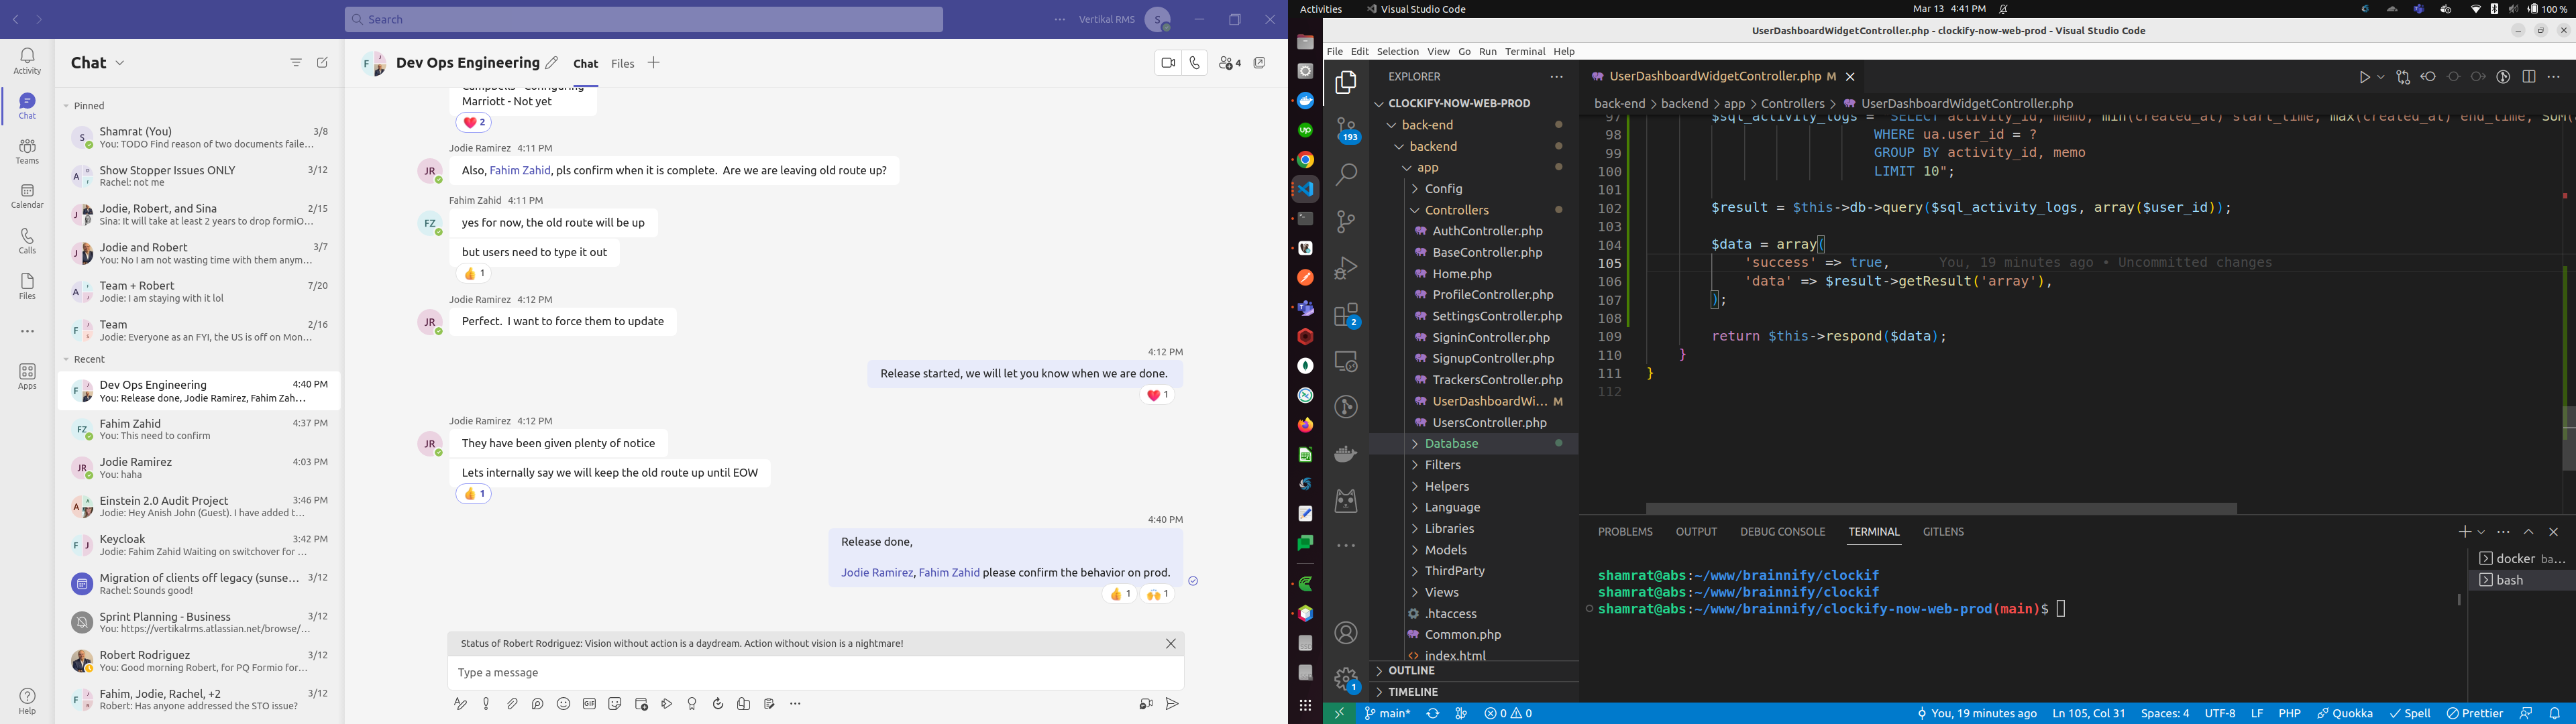 Search
Vertikal RMS
S
Activity
Chat
Teams
Calendar
Calls
Files
Apps
Help
Chat
Pinned
Shamrat (You) 3/8
You: TODO Find reason of two documents faile...
Show Stopper Issues ONLY 3/12
Rachel: not me
Jodie, Robert, and Sina 2/15
Sina: It will take at least 2 years to drop formiO...
Jodie and Robert 3/7
You: No I am not wasting time with them anym...
Team + Robert 7/20
Jodie: I am staying with it lol
Team 2/16
Jodie: Everyone as an FYI, the US is off on Mon...
Recent
Dev Ops Engineering 4:40 PM
You: Release done, Jodie Ramirez, Fahim Zah...
Fahim Zahid 4:37 PM
You: This need to confirm
Jodie Ramirez 4:03 PM
You: haha
Einstein 2.0 Audit Project 3:46 PM
Jodie: Hey Anish John (Guest). I have added t...
Keycloak 3:42 PM
Jodie: Fahim Zahid Waiting on switchover for ...
Migration of clients off legacy (sunse... 3/12
Rachel: Sounds good!
Sprint Planning - Business 3/12
You: https://vertikalrms.atlassian.net/browse/...
Robert Rodriguez 3/12
You: Good morning Robert, for PQ Formio for...
Fahim, Jodie, Rachel, +2 3/12
Robert: Has anyone addressed the STO issue?
Dev Ops Engineering Chat Files 4
Campbells - Configuring
Marriott - Not yet
2
Jodie Ramirez 4:11 PM
JR
Also, Fahim Zahid, pls confirm when it is complete. Are we are leaving old route up?
Fahim Zahid 4:11 PM
FZ
yes for now, the old route will be up
but users need to type it out
1
Jodie Ramirez 4:12 PM
JR
Perfect. I want to force them to update
4:12 PM
Release started, we will let you know when we are done.
1
Jodie Ramirez 4:12 PM
JR
They have been given plenty of notice
Lets internally say we will keep the old route up until EOW
1
4:40 PM
Release done,
Jodie Ramirez, Fahim Zahid please confirm the behavior on prod.
1 1
Status of Robert Rodriguez: Vision without action is a daydream. Action without vision is a nightmare!
Type a message
Activities Visual Studio Code Mar 13 4:41 PM 100 %
UserDashboardWidgetController.php - clockify-now-web-prod - Visual Studio Code
File Edit Selection View Go Run Terminal Help
193
2
1
EXPLORER
CLOCKIFY-NOW-WEB-PROD
back-end
backend
app
Config
Controllers
AuthController.php
BaseController.php
Home.php
ProfileController.php
SettingsController.php
SigninController.php
SignupController.php
TrackersController.php
UserDashboardWi... M
UsersController.php
Database
Filters
Helpers
Language
Libraries
Models
ThirdParty
Views
.htaccess
Common.php
index.html
OUTLINE
TIMELINE
UserDashboardWidgetController.php M
back-end > backend > app > Controllers > UserDashboardWidgetController.php
97 $sql_activity_logs = "SELECT activity_id, memo, min(created_at) start_time, max(created_at) end_time, SUM(
98 WHERE ua.user_id = ?
99 GROUP BY activity_id, memo
100 LIMIT 10";
101
102 $result = $this->db->query($sql_activity_logs, array($user_id));
103
104 $data = array(
105 'success' => true, You, 19 minutes ago • Uncommitted changes
106 'data' => $result->getResult('array'),
107 );
108
109 return $this->respond($data);
110 }
111 }
112
PROBLEMS OUTPUT DEBUG CONSOLE TERMINAL GITLENS
shamrat@abs:~/www/brainnify/clockif
shamrat@abs:~/www/brainnify/clockif
shamrat@abs:~/www/brainnify/clockify-now-web-prod(main)$
docker ba...
bash
main* 0 0 You, 19 minutes ago Ln 105, Col 31 Spaces: 4 UTF-8 LF PHP Quokka Spell Prettier